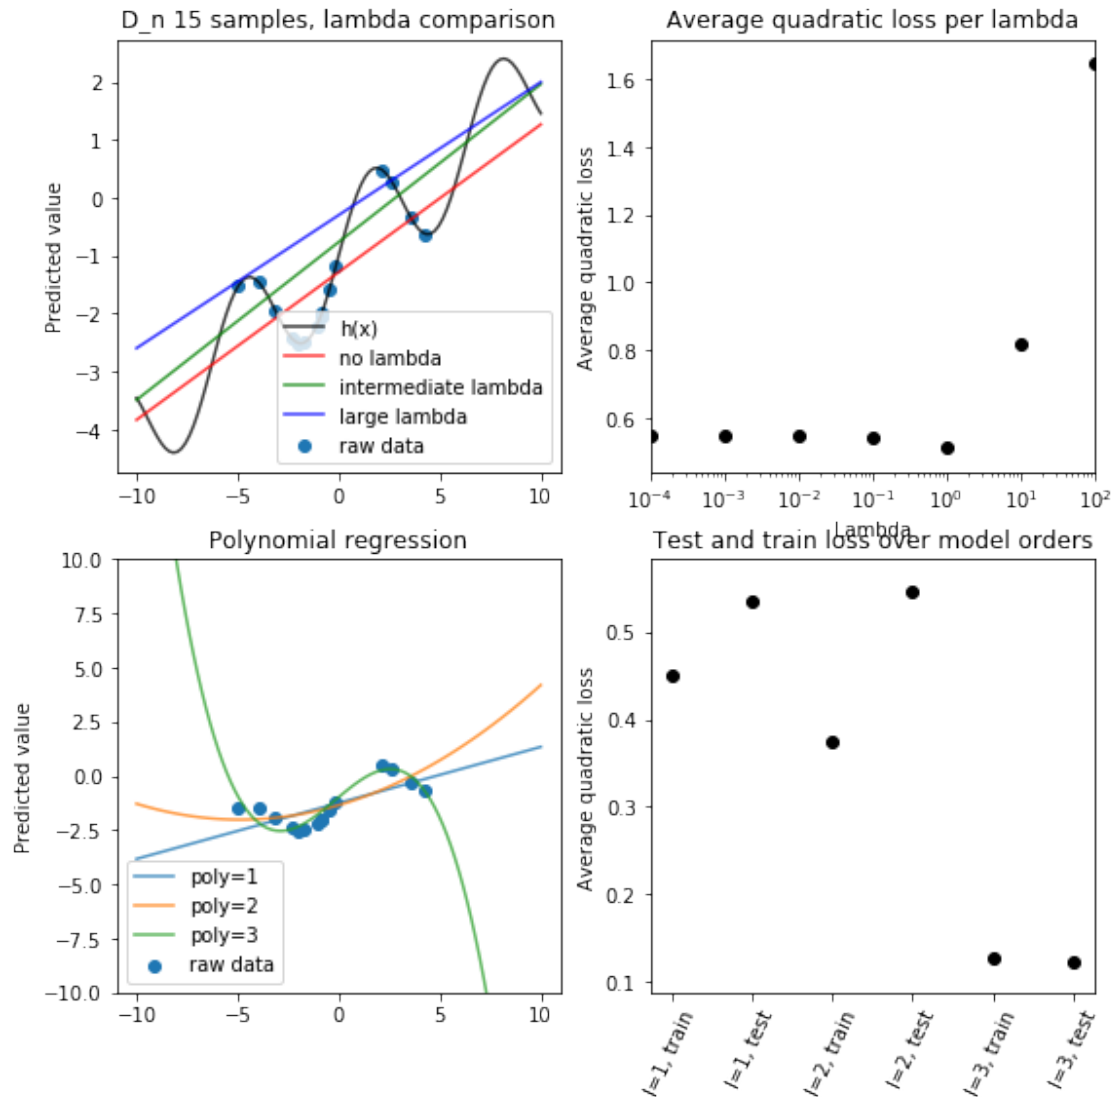 D_n 15 samples, lambda comparison
Predicted value
2
1
0
−1
−2
−3
−4
−10
−5
0
5
10
h(x)
no lambda
intermediate lambda
large lambda
raw data
Average quadratic loss per lambda
Average quadratic loss
1.6
1.4
1.2
1.0
0.8
0.6
10⁻⁴
10⁻³
10⁻²
10⁻¹
10⁰
10¹
10²
Lambda
Polynomial regression
Predicted value
10.0
7.5
5.0
2.5
0.0
−2.5
−5.0
−7.5
−10.0
−10
−5
0
5
10
poly=1
poly=2
poly=3
raw data
Test and train loss over model orders
Average quadratic loss
0.5
0.4
0.3
0.2
0.1
l=1, train
l=1, test
l=2, train
l=2, test
l=3, train
l=3, test